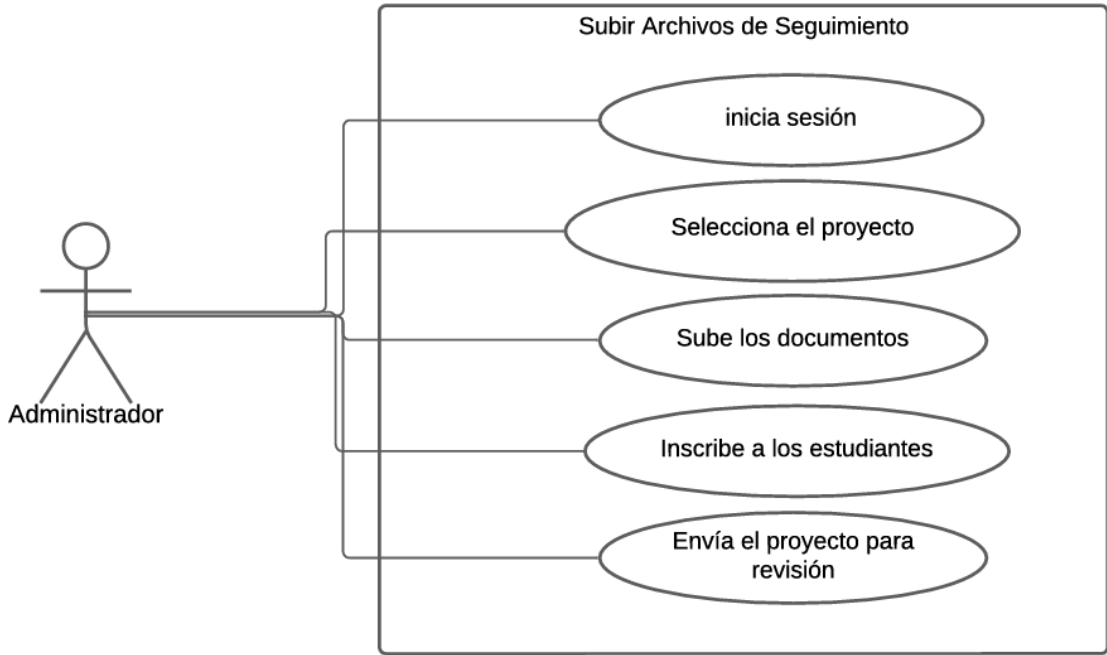 Subir Archivos de Seguimiento
inicia sesión
Selecciona el proyecto
Sube los documentos
Administrador
Inscribe a los estudiantes
Envía el proyecto para
revisión